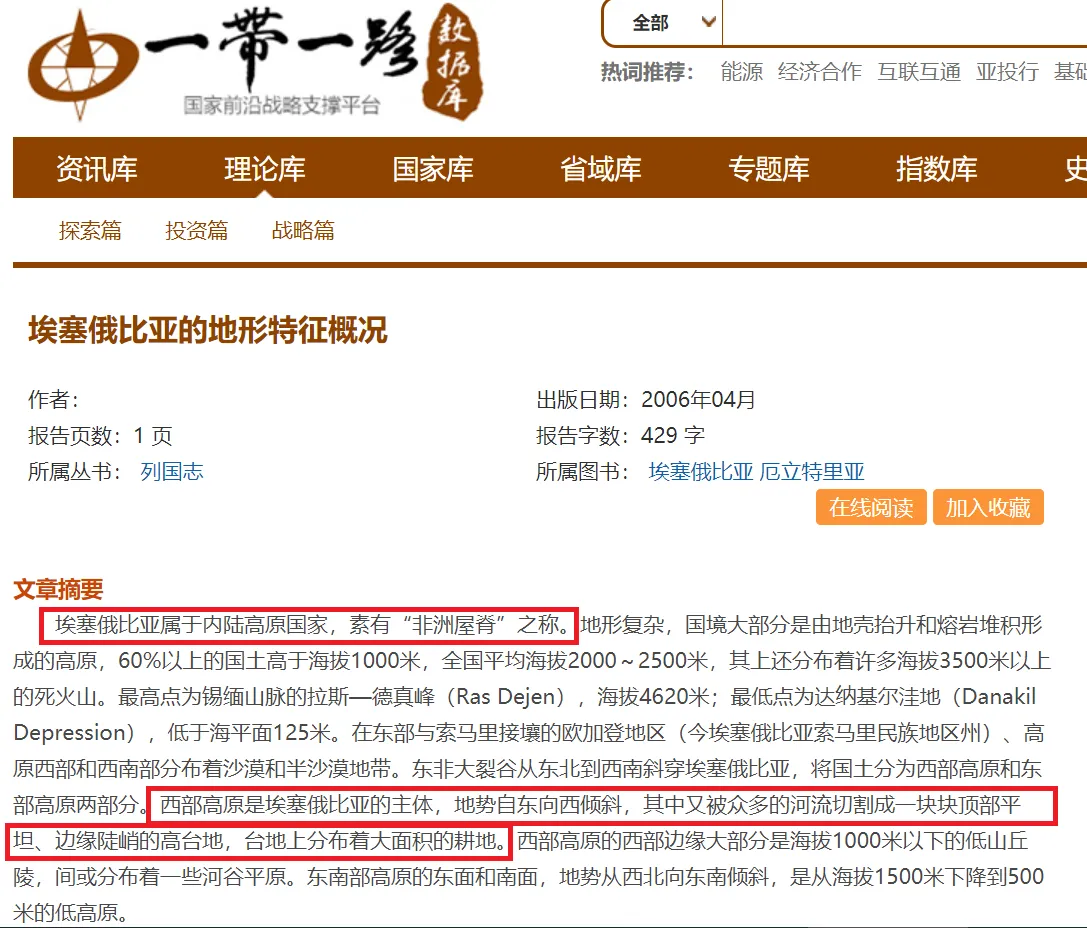 一带一路
数据库
国家前沿战略支撑平台
全部
热词推荐： 能源 经济合作 互联互通 亚投行
资讯库 理论库 国家库 省域库 专题库 指数库
探索篇 投资篇 战略篇
埃塞俄比亚的地形特征概况
作者： 出版日期：2006年04月
报告页数：1 页 报告字数：429 字
所属丛书： 列国志 所属图书： 埃塞俄比亚 厄立特里亚
在线阅读 加入收藏
文章摘要
埃塞俄比亚属于内陆高原国家，素有“非洲屋脊”之称。地形复杂，国境大部分是由地壳抬升和熔岩堆积形
成的高原，60%以上的国土高于海拔1000米，全国平均海拔2000～2500米，其上还分布着许多海拔3500米以上
的死火山。最高点为锡缅山脉的拉斯—德真峰（Ras Dejen），海拔4620米；最低点为达纳基尔洼地（Danakil
Depression），低于海平面125米。在东部与索马里接壤的欧加登地区（今埃塞俄比亚索马里民族地区州）、高
原西部和西南部分布着沙漠和半沙漠地带。东非大裂谷从东北到西南斜穿埃塞俄比亚，将国土分为西部高原和东
部高原两部分。西部高原是埃塞俄比亚的主体，地势自东向西倾斜，其中又被众多的河流切割成一块块顶部平
坦、边缘陡峭的高台地，台地上分布着大面积的耕地。西部高原的西部边缘大部分是海拔1000米以下的低山丘
陵，间或分布着一些河谷平原。东南部高原的东面和南面，地势从西北向东南倾斜，是从海拔1500米下降到500
米的低高原。